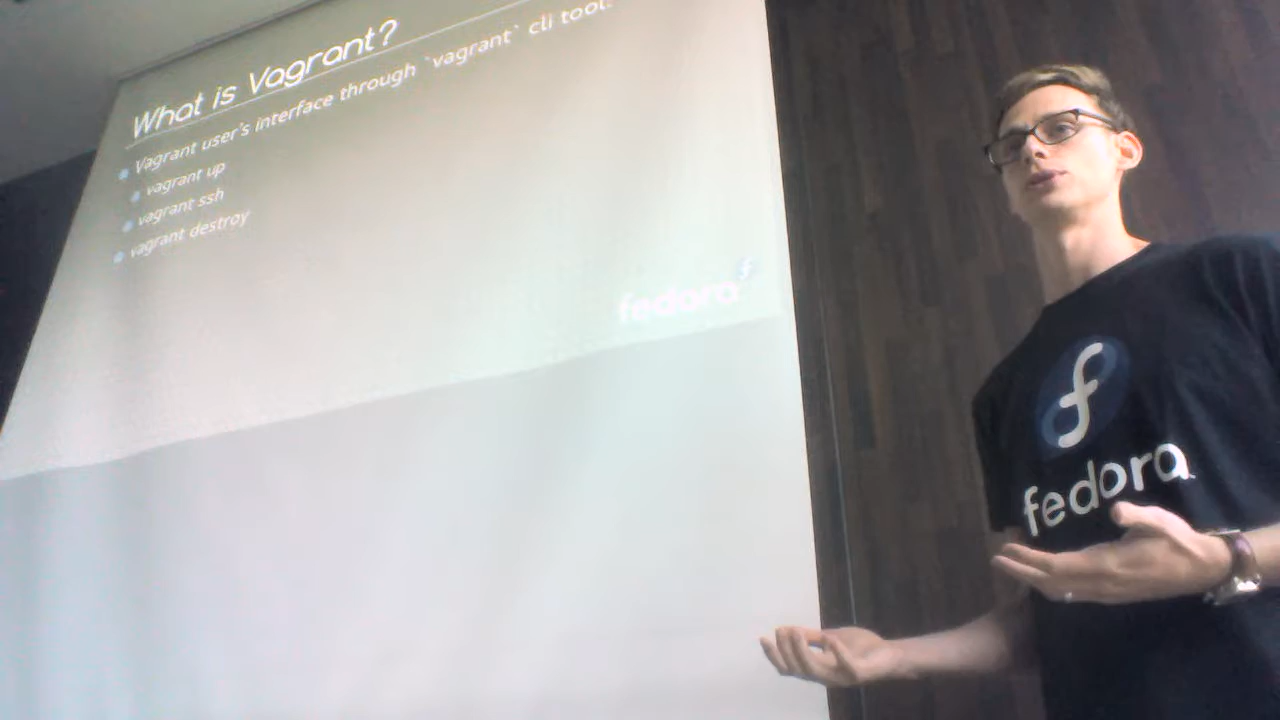 What is Vagrant?
Vagrant user's interface through `vagrant` cli tool:
vagrant up
vagrant ssh
vagrant destroy
fedora
fedora